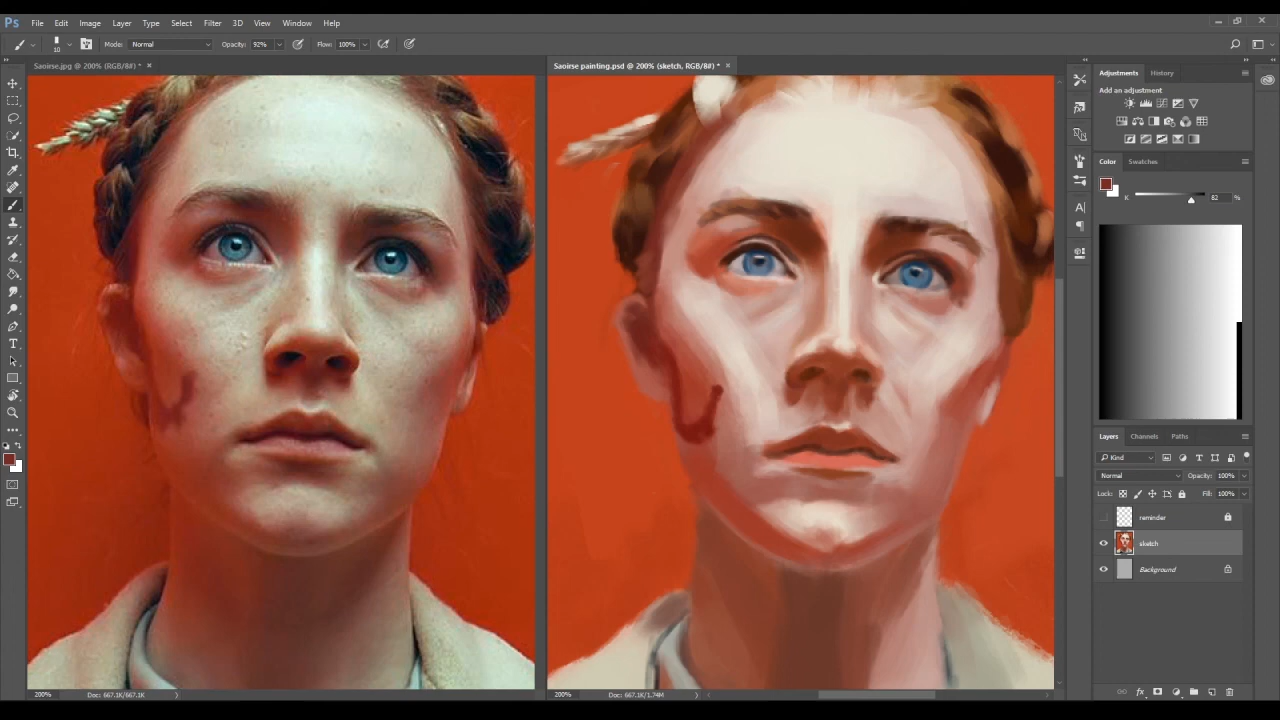 Ps File Edit Image Layer Type Select Filter 3D View Window Help
10 Mode: Normal Opacity: 92% Flow: 100%
Saoirse.jpg @ 200% (RGB/8#) * ×
Saoirse painting.psd @ 200% (sketch, RGB/8#) * ×
Adjustments History
Add an adjustment
Color Swatches
K 82 %
Layers Channels Paths
Kind
Normal Opacity: 100%
Lock: Fill: 100%
reminder
sketch
Background
200% Doc: 667.1K/667.1K
200% Doc: 667.1K/1.74M